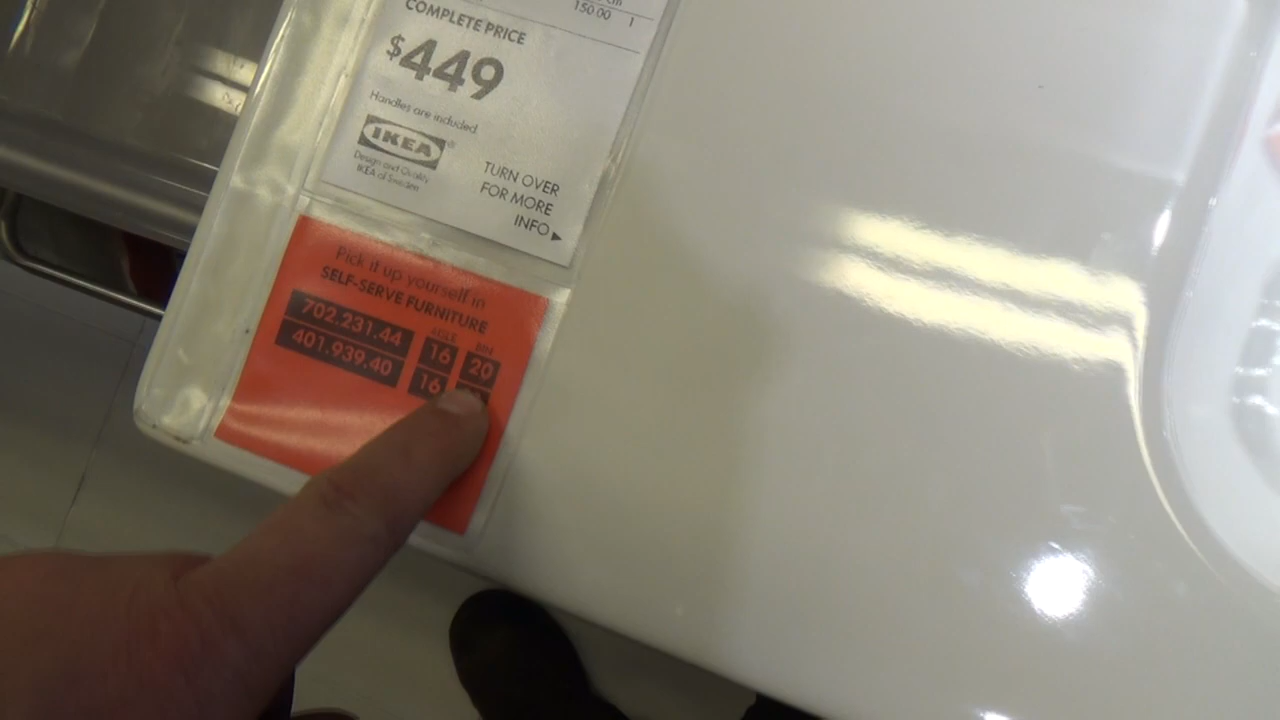 150.00 1
COMPLETE PRICE
$449
Handles are included
IKEA®
Design and Quality
IKEA of Sweden
TURN OVER
FOR MORE
INFO▶
Pick it up yourself in
SELF-SERVE FURNITURE
AISLE BIN
702.231.44 16 20
401.939.40 16